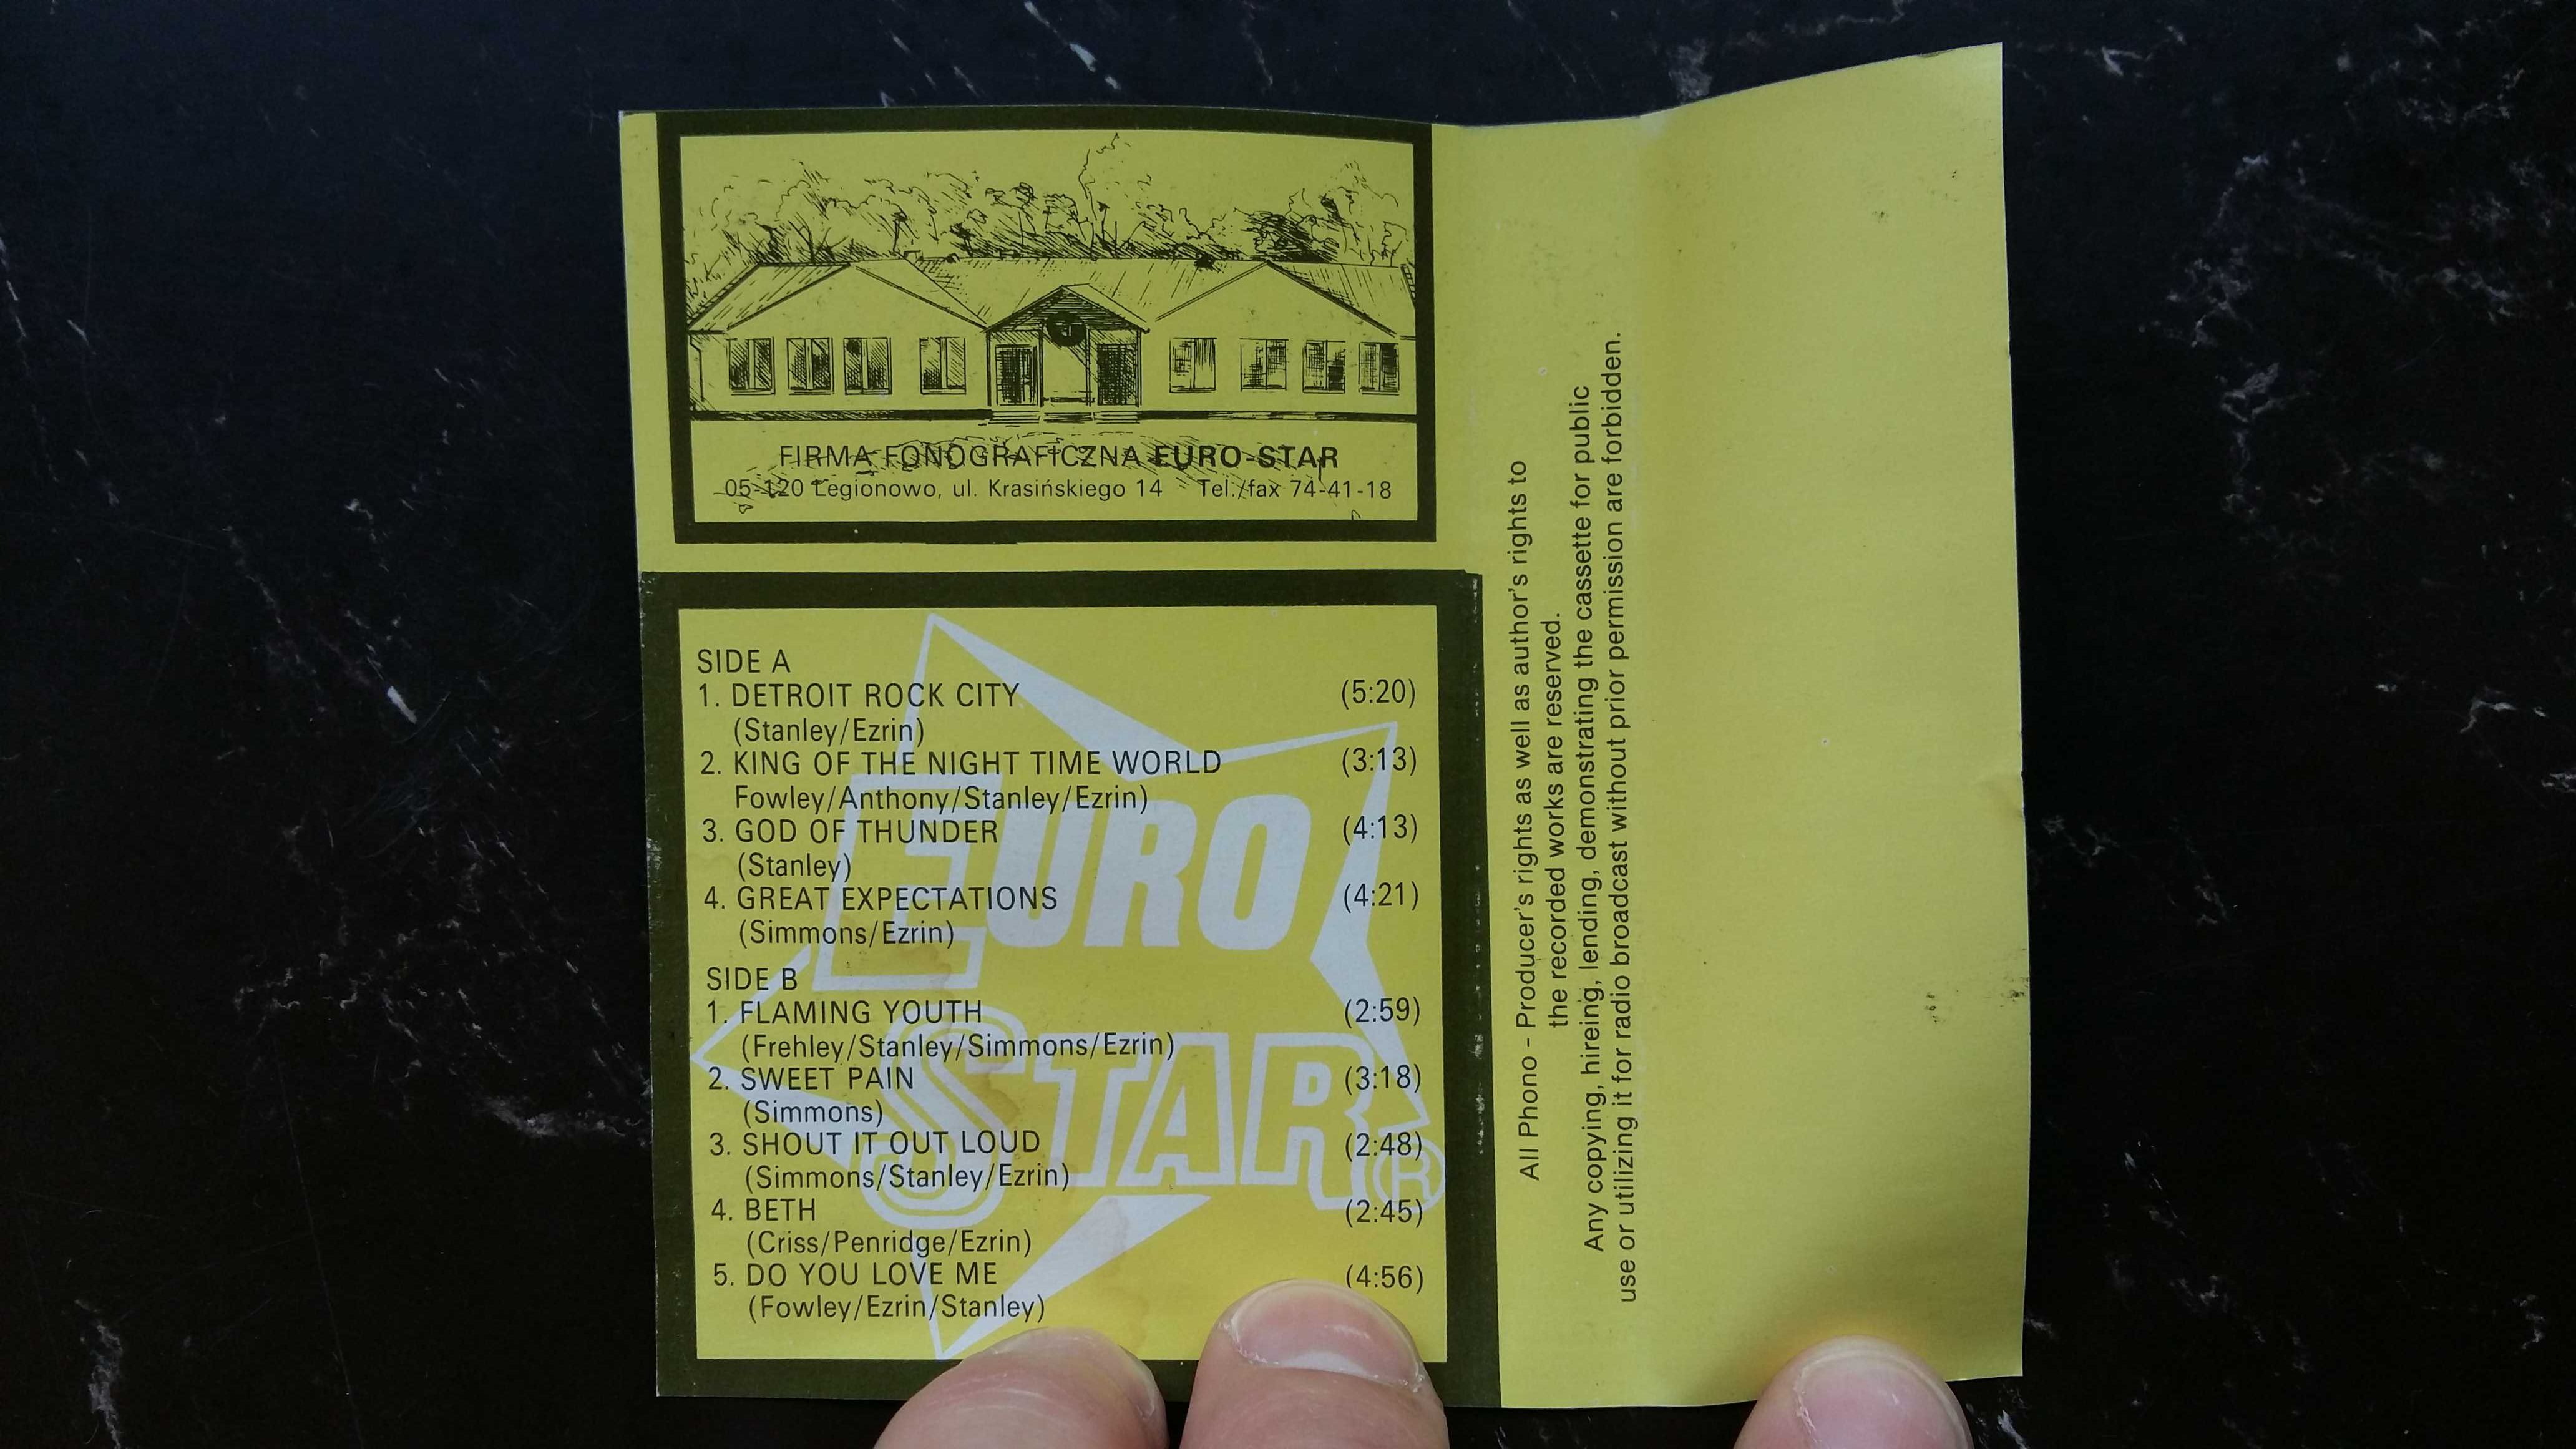 FIRMA FONOGRAFICZNA EURO-STAR
05-120 Legionowo, ul. Krasińskiego 14 Tel./fax 74-41-18
SIDE A
1. DETROIT ROCK CITY (5:20)
(Stanley/Ezrin)
2. KING OF THE NIGHT TIME WORLD (3:13)
Fowley/Anthony/Stanley/Ezrin)
3. GOD OF THUNDER (4:13)
(Stanley)
4. GREAT EXPECTATIONS (4:21)
(Simmons/Ezrin)
SIDE B
1. FLAMING YOUTH (2:59)
(Frehley/Stanley/Simmons/Ezrin)
2. SWEET PAIN (3:18)
(Simmons)
3. SHOUT IT OUT LOUD (2:48)
(Simmons/Stanley/Ezrin)
4. BETH (2:45)
(Criss/Penridge/Ezrin)
5. DO YOU LOVE ME (4:56)
(Fowley/Ezrin/Stanley)
EURO
STAR®
All Phono - Producer's rights as well as author's rights to
the recorded works are reserved.
Any copying, hireing, lending, demonstrating the cassette for public
use or utilizing it for radio broadcast without prior permission are forbidden.